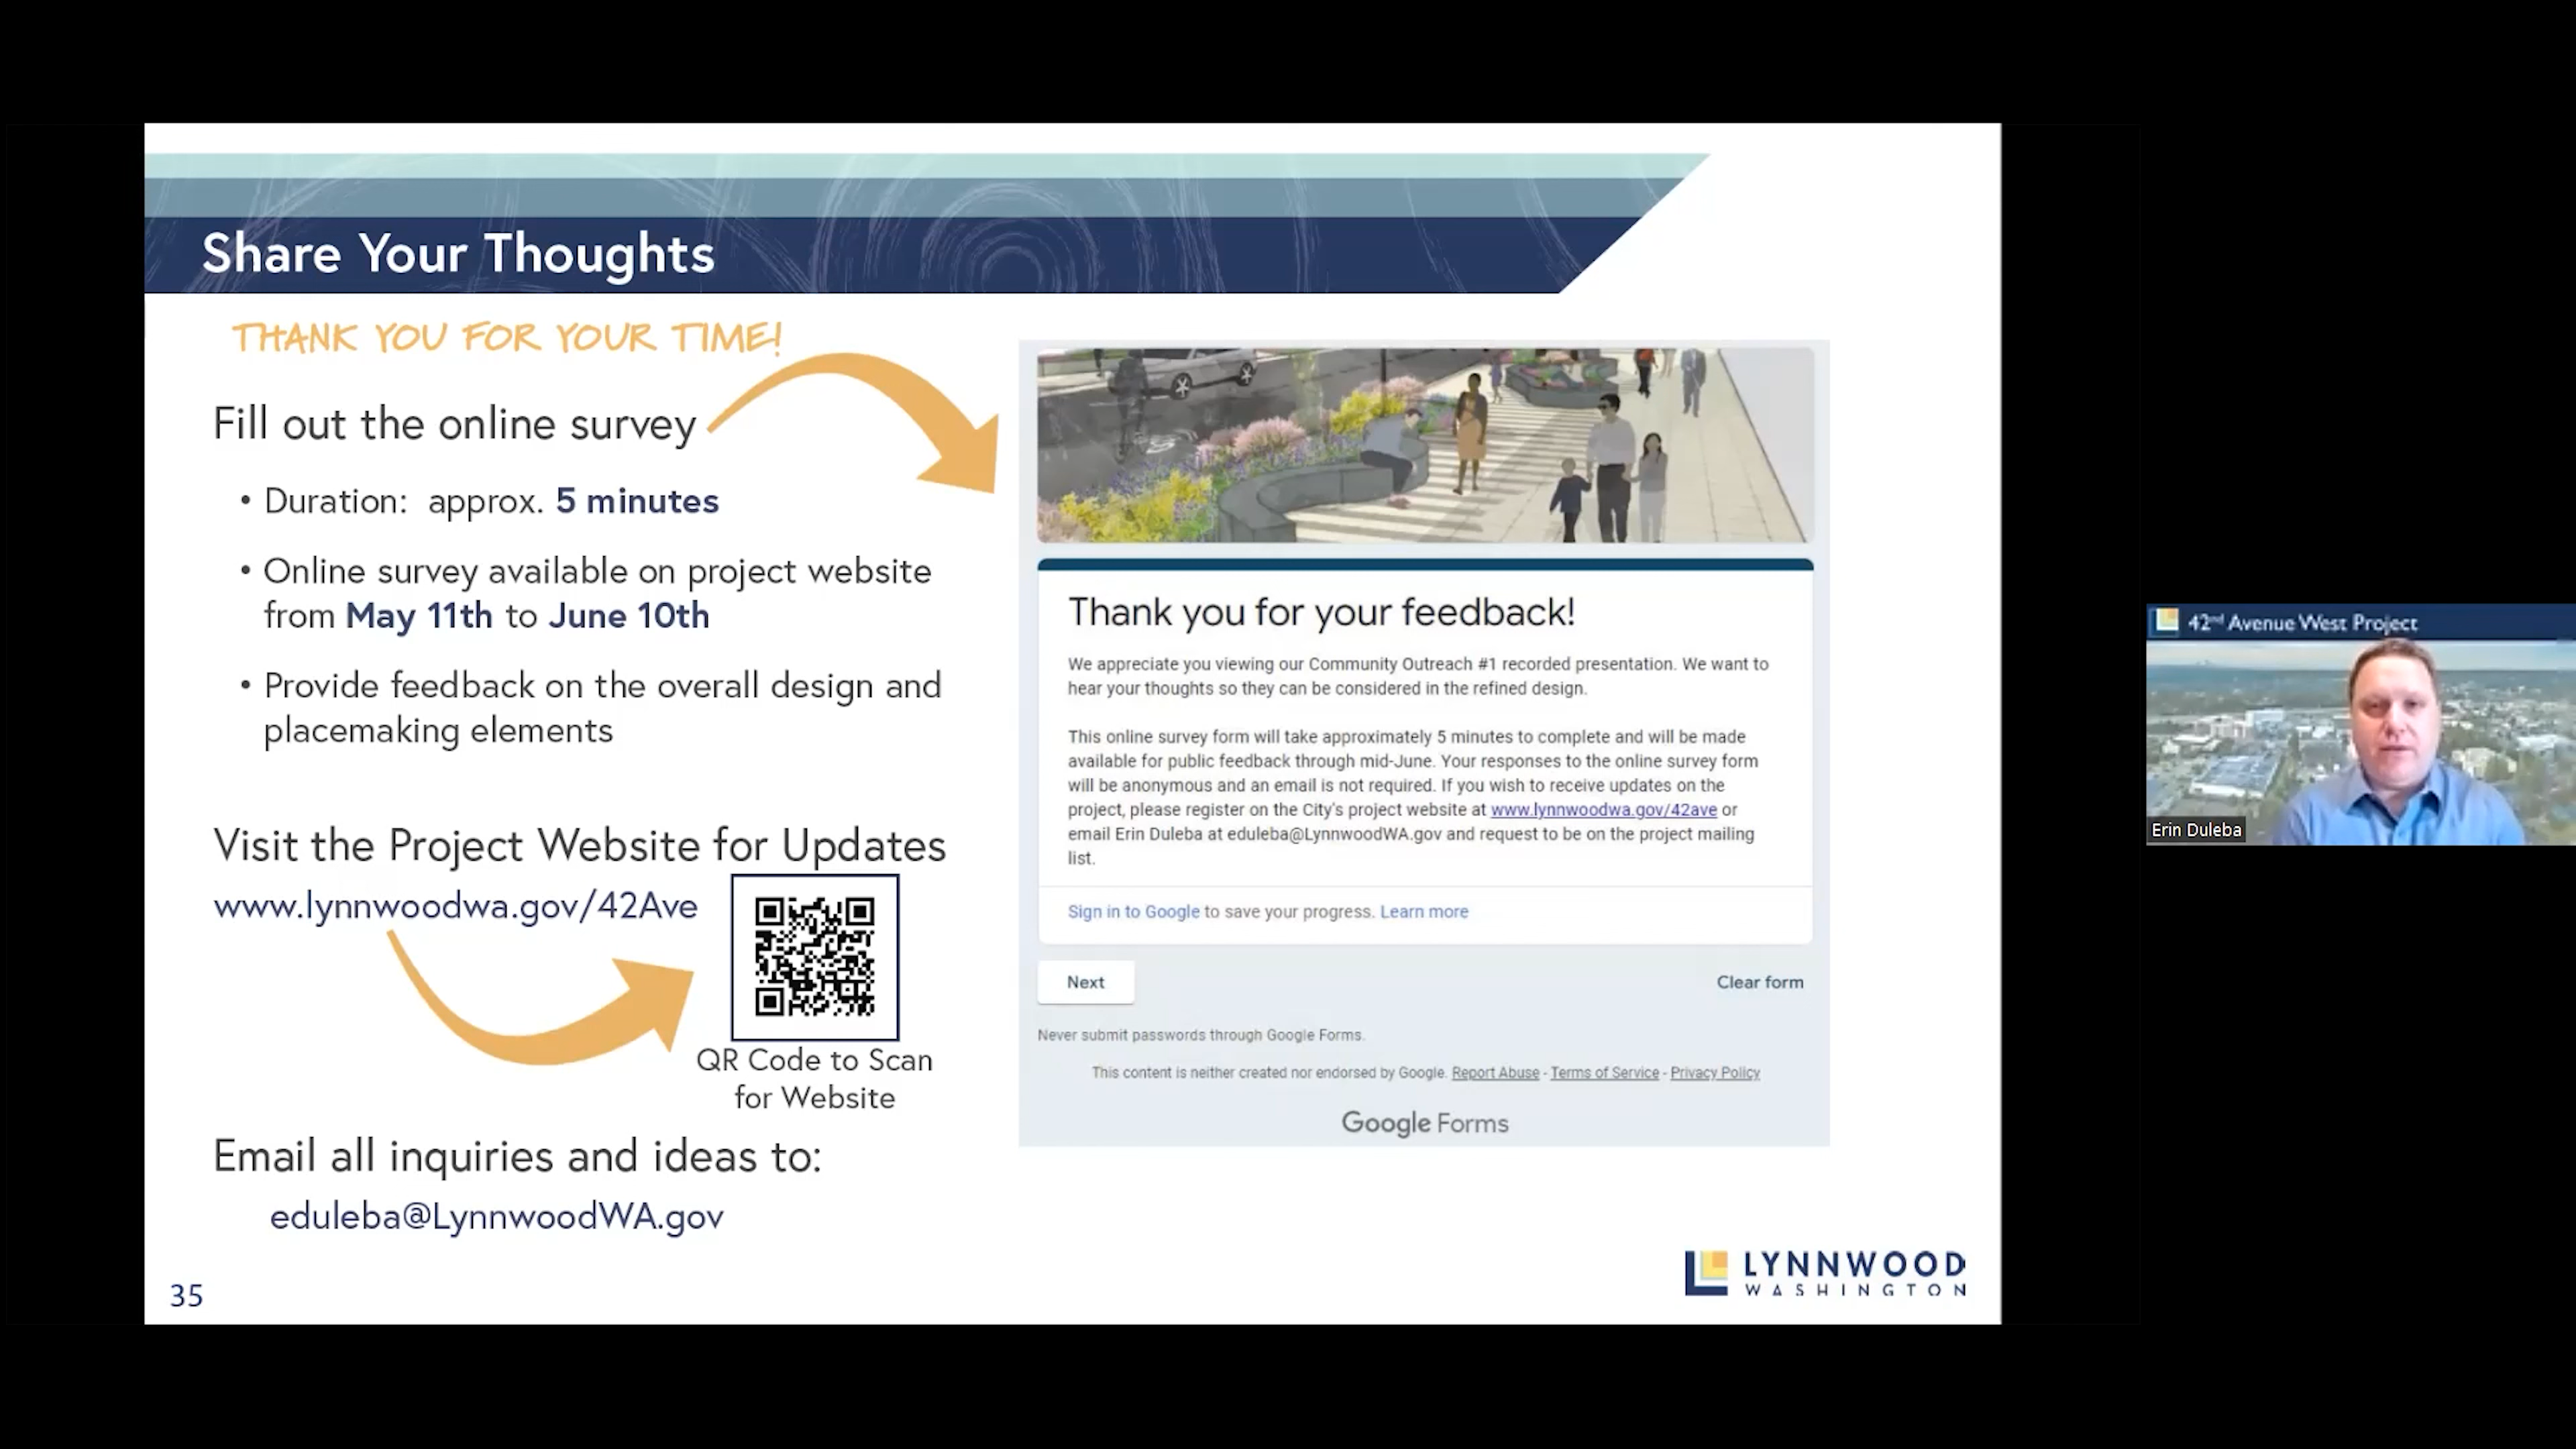 Share Your Thoughts
THANK YOU FOR YOUR TIME!
Fill out the online survey
• Duration: approx. 5 minutes
• Online survey available on project website
from May 11th to June 10th
• Provide feedback on the overall design and
placemaking elements
Visit the Project Website for Updates
www.lynnwoodwa.gov/42Ave
QR Code to Scan
for Website
Email all inquiries and ideas to:
eduleba@LynnwoodWA.gov
35
Thank you for your feedback!
We appreciate you viewing our Community Outreach #1 recorded presentation. We want to
hear your thoughts so they can be considered in the refined design.
This online survey form will take approximately 5 minutes to complete and will be made
available for public feedback through mid-June. Your responses to the online survey form
will be anonymous and an email is not required. If you wish to receive updates on the
project, please register on the City's project website at www.lynnwoodwa.gov/42ave or
email Erin Duleba at eduleba@LynnwoodWA.gov and request to be on the project mailing
list.
Sign in to Google to save your progress. Learn more
Next
Clear form
Never submit passwords through Google Forms.
This content is neither created nor endorsed by Google. Report Abuse - Terms of Service - Privacy Policy
Google Forms
LYNNWOOD
WASHINGTON
42nd Avenue West Project
Erin Duleba